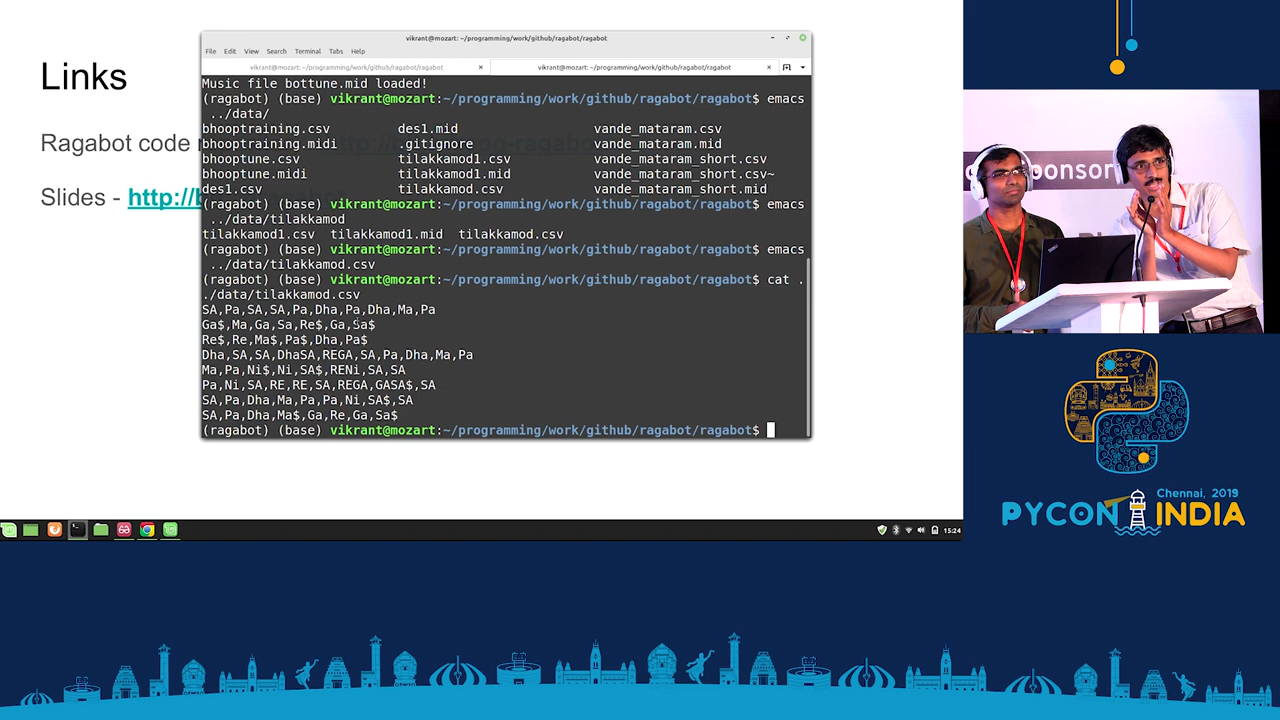 Links
Ragabot code
Slides - http://b
vikrant@mozart: ~/programming/work/github/ragabot/ragabot
File Edit View Search Terminal Tabs Help
vikrant@mozart: ~/programming/work/github/ragabot/ragabot
vikrant@mozart: ~/programming/work/github/ragabot/ragabot
Music file bottune.mid loaded!
(ragabot) (base) vikrant@mozart:~/programming/work/github/ragabot/ragabot$ emacs
../data/
bhooptraining.csv des1.mid vande_mataram.csv
bhooptraining.midi .gitignore vande_mataram.mid
bhooptune.csv tilakkamod1.csv vande_mataram_short.csv
bhooptune.midi tilakkamod1.mid vande_mataram_short.csv~
des1.csv tilakkamod.csv vande_mataram_short.mid
(ragabot) (base) vikrant@mozart:~/programming/work/github/ragabot/ragabot$ emacs
../data/tilakkamod
tilakkamod1.csv tilakkamod1.mid tilakkamod.csv
(ragabot) (base) vikrant@mozart:~/programming/work/github/ragabot/ragabot$ emacs
../data/tilakkamod.csv
(ragabot) (base) vikrant@mozart:~/programming/work/github/ragabot/ragabot$ cat .
./data/tilakkamod.csv
SA,Pa,SA,SA,Pa,Dha,Pa,Dha,Ma,Pa
Ga$,Ma,Ga,Sa,Re$,Ga,Sa$
Re$,Re,Ma$,Pa$,Dha,Pa$
Dha,SA,SA,DhaSA,REGA,SA,Pa,Dha,Ma,Pa
Ma,Pa,Ni$,Ni,SA$,RENi,SA,SA
Pa,Ni,SA,RE,RE,SA,REGA,GASA$,SA
SA,Pa,Dha,Ma,Pa,Pa,Ni,SA$,SA
SA,Pa,Dha,Ma$,Ga,Re,Ga,Sa$
(ragabot) (base) vikrant@mozart:~/programming/work/github/ragabot/ragabot$
15:24
ponsor
Chennai, 2019
PYCON INDIA